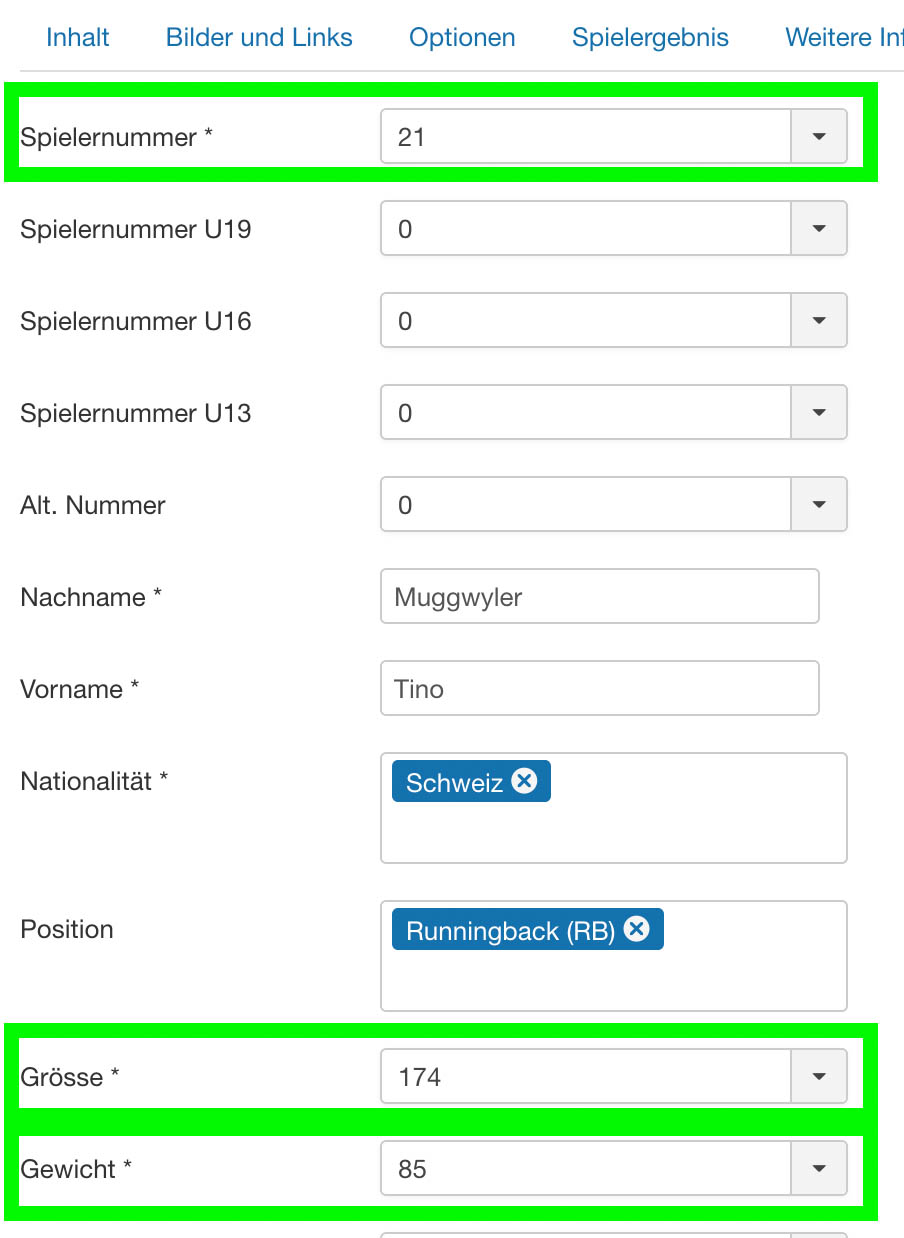 Inhalt Bilder und Links Optionen Spielergebnis Weitere Inf
Spielernummer * 21
Spielernummer U19 0
Spielernummer U16 0
Spielernummer U13 0
Alt. Nummer 0
Nachname * Muggwyler
Vorname * Tino
Nationalität * Schweiz
Position Runningback (RB)
Grösse * 174
Gewicht * 85